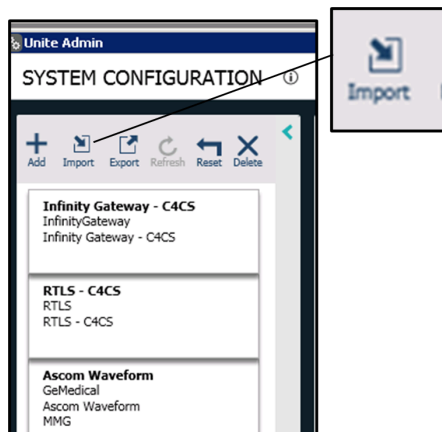 Unite Admin
SYSTEM CONFIGURATION
Add Import Export Refresh Reset Delete
Infinity Gateway - C4CS
InfinityGateway
Infinity Gateway - C4CS
RTLS - C4CS
RTLS
RTLS - C4CS
Ascom Waveform
GeMedical
Ascom Waveform
MMG
Import